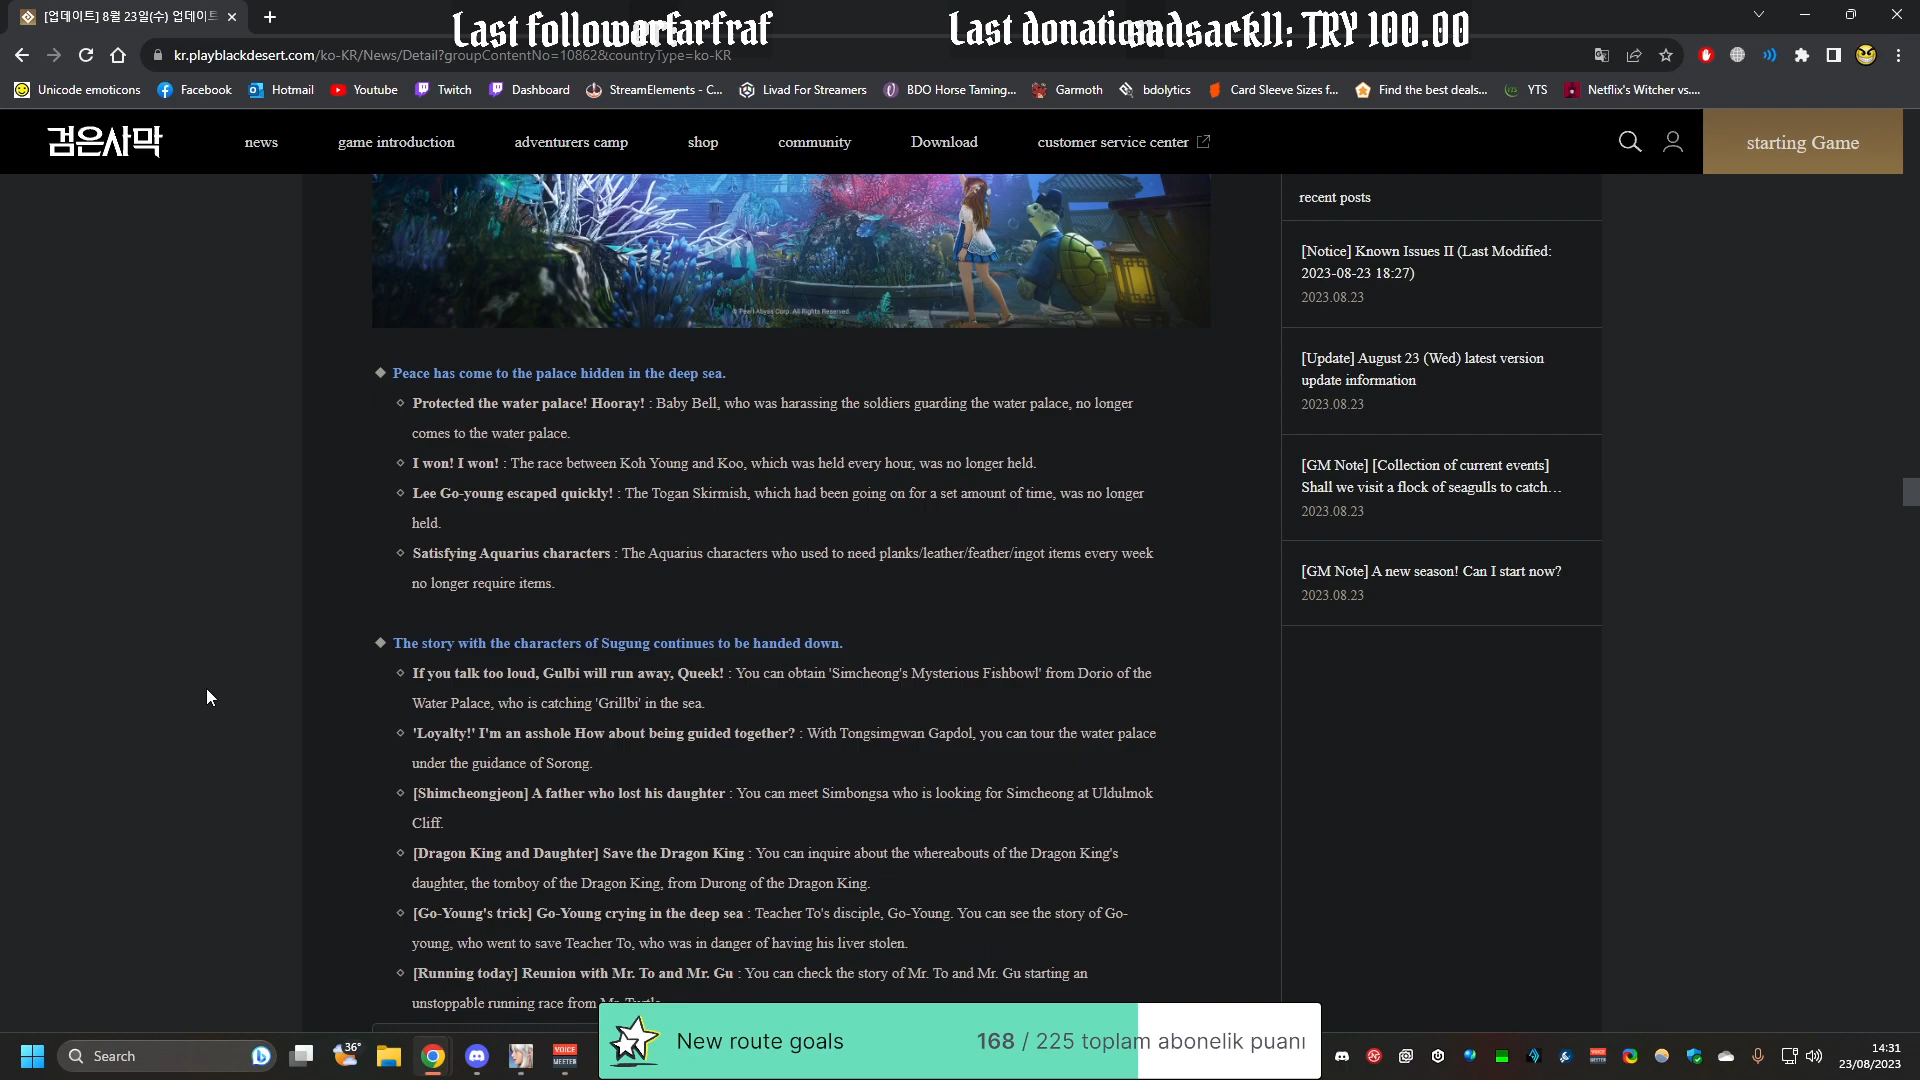 [업데이트] 8월 23일(수) 업데이트
Last follower
Last donation
sadsackll: TRY 100.00
kr.playblackdesert.com/ko-KR/News/Detail?groupContentNo=10862&countryType=ko-KR
Unicode emoticons Facebook Hotmail Youtube Twitch Dashboard StreamElements - C... Livad For Streamers BDO Horse Taming... Garmoth bdolytics Card Sleeve Sizes f... Find the best deals... YTS Netflix's Witcher vs....
검은사막 news game introduction adventurers camp shop community Download customer service center starting Game
© Pearl Abyss Corp. All Rights Reserved.
Peace has come to the palace hidden in the deep sea.
Protected the water palace! Hooray! : Baby Bell, who was harassing the soldiers guarding the water palace, no longer
comes to the water palace.
I won! I won! : The race between Koh Young and Koo, which was held every hour, was no longer held.
Lee Go-young escaped quickly! : The Togan Skirmish, which had been going on for a set amount of time, was no longer
held.
Satisfying Aquarius characters : The Aquarius characters who used to need planks/leather/feather/ingot items every week
no longer require items.
The story with the characters of Sugung continues to be handed down.
If you talk too loud, Gulbi will run away, Queek! : You can obtain 'Simcheong's Mysterious Fishbowl' from Dorio of the
Water Palace, who is catching 'Grillbi' in the sea.
'Loyalty!' I'm an asshole How about being guided together? : With Tongsimgwan Gapdol, you can tour the water palace
under the guidance of Sorong.
[Shimcheongjeon] A father who lost his daughter : You can meet Simbongsa who is looking for Simcheong at Uldulmok
Cliff.
[Dragon King and Daughter] Save the Dragon King : You can inquire about the whereabouts of the Dragon King's
daughter, the tomboy of the Dragon King, from Durong of the Dragon King.
[Go-Young's trick] Go-Young crying in the deep sea : Teacher To's disciple, Go-Young. You can see the story of Go-
young, who went to save Teacher To, who was in danger of having his liver stolen.
[Running today] Reunion with Mr. To and Mr. Gu : You can check the story of Mr. To and Mr. Gu starting an
unstoppable running race from Mr. Turtle
recent posts
[Notice] Known Issues II (Last Modified:
2023-08-23 18:27)
2023.08.23
[Update] August 23 (Wed) latest version
update information
2023.08.23
[GM Note] [Collection of current events]
Shall we visit a flock of seagulls to catch...
2023.08.23
[GM Note] A new season! Can I start now?
2023.08.23
New route goals 168 / 225 toplam abonelik puanı
Search
36°
VOICE
MEETER
14:31
23/08/2023